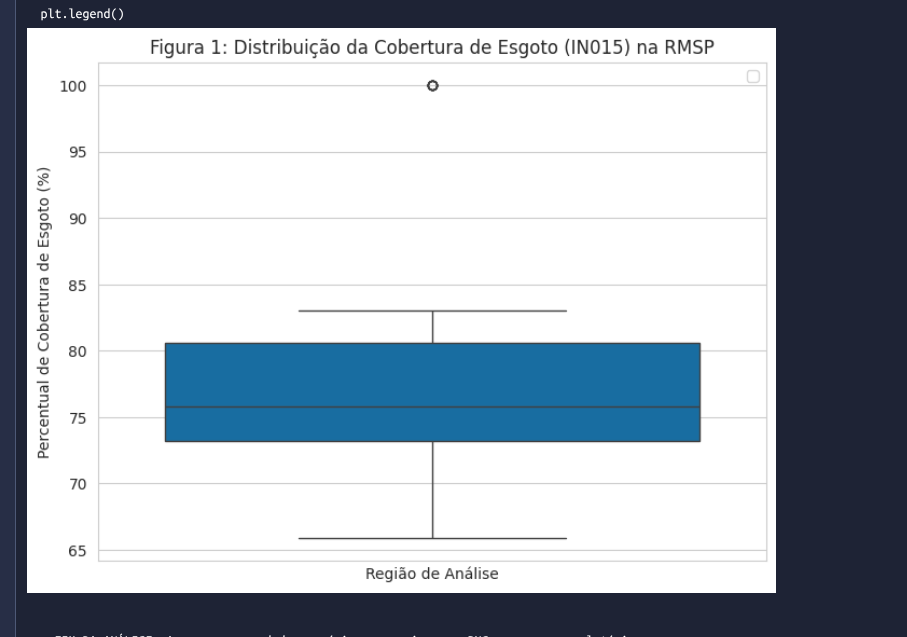 plt.legend()
Figura 1: Distribuição da Cobertura de Esgoto (IN015) na RMSP
100
95
90
85
80
75
70
65
Percentual de Cobertura de Esgoto (%)
Região de Análise